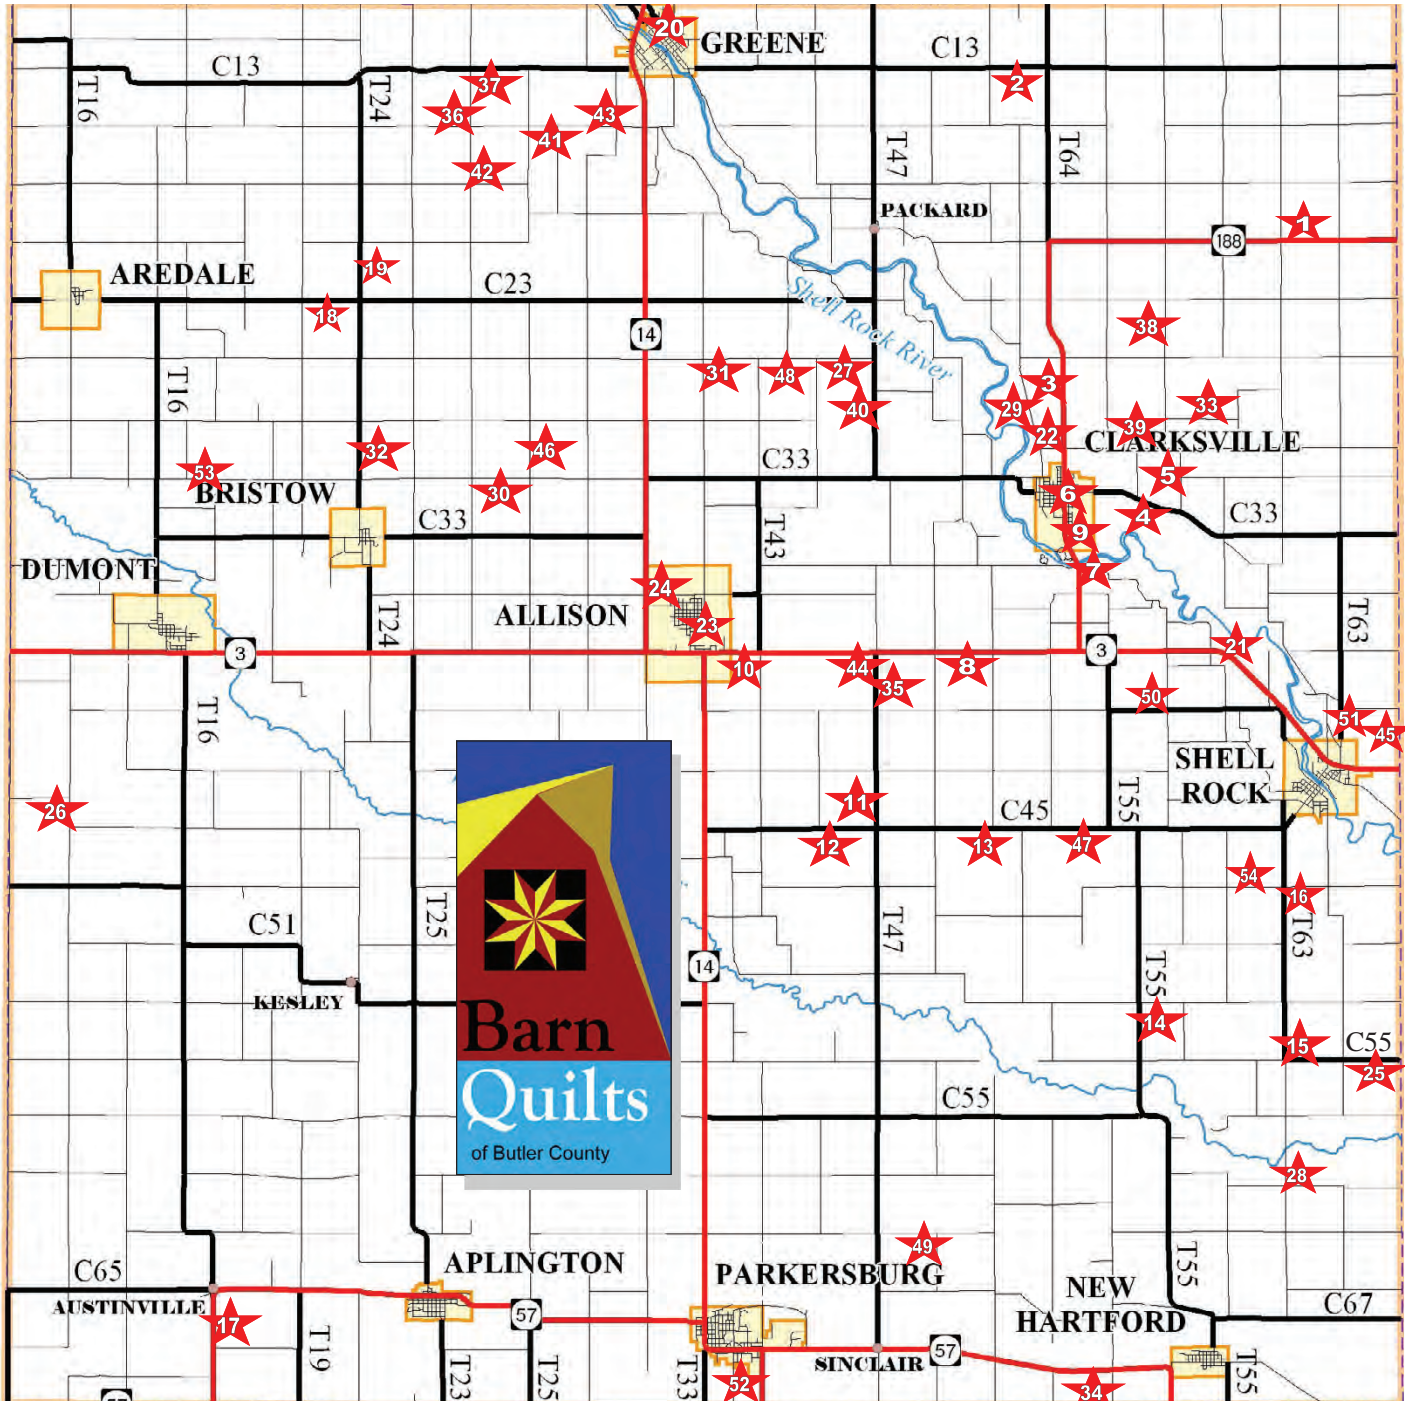 20
GREENE
C13
C13
37
2
T16
T24
36
43
41
T47
T64
42
PACKARD
1
188
19
AREDALE
C23
Shell Rock River
18
38
14
31
48
27
3
T16
29
40
33
39
22
CLARKSVILLE
32
46
53
C33
5
BRISTOW
30
6
C33
4
C33
T43
9
DUMONT
7
24
ALLISON
T24
23
T63
21
3
3
10
44
35
8
50
T16
51
45
SHELL
ROCK
26
11
C45
T55
12
13
47
54
16
T25
C51
T47
T63
14
T55
KESLEY
14
Barn
15
C55
25
Quilts
C55
of Butler County
28
49
APLINGTON
C65
PARKERSBURG
T55
NEW
HARTFORD
AUSTINVILLE
57
C67
17
T19
57
SINCLAIR
T23
T25
T33
52
34
T55